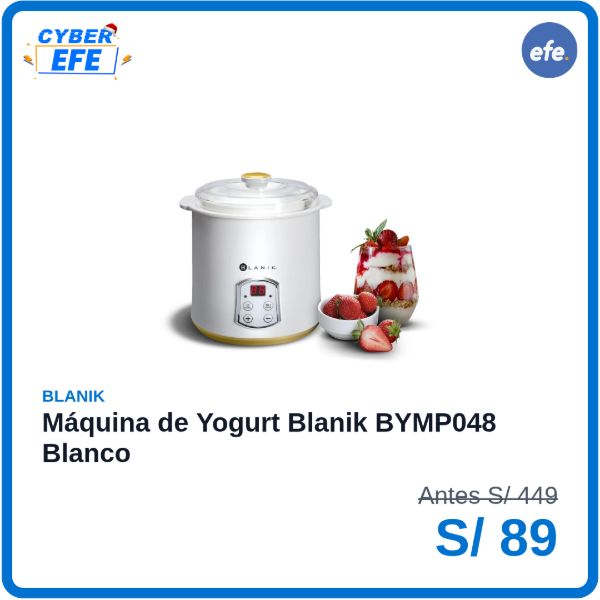 CYBER
EFE
efe.
BLANIK
BLANIK
Máquina de Yogurt Blanik BYMP048
Blanco
Antes S/ 449
S/ 89